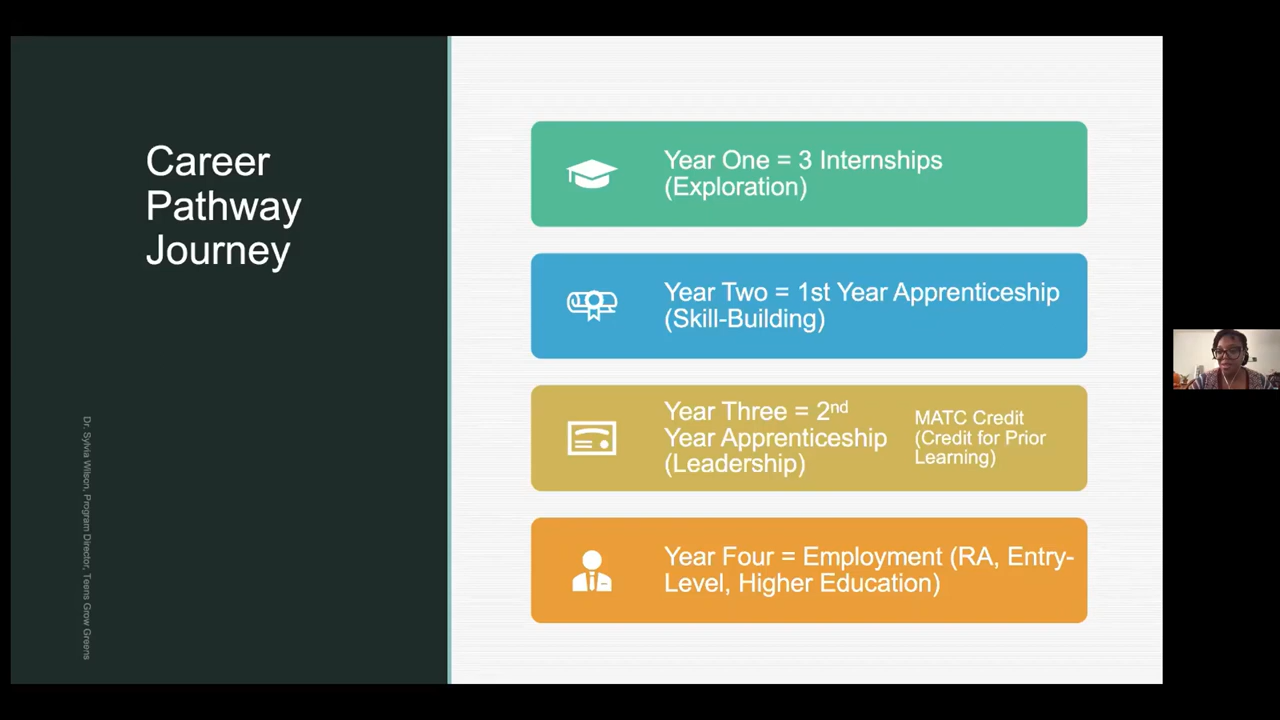 Career
Pathway
Journey
Dr. Sylvia Wilson, Program Director, Teens Grow Greens
Year One = 3 Internships
(Exploration)
Year Two = 1st Year Apprenticeship
(Skill-Building)
Year Three = 2nd
Year Apprenticeship
(Leadership)
MATC Credit
(Credit for Prior
Learning)
Year Four = Employment (RA, Entry-
Level, Higher Education)